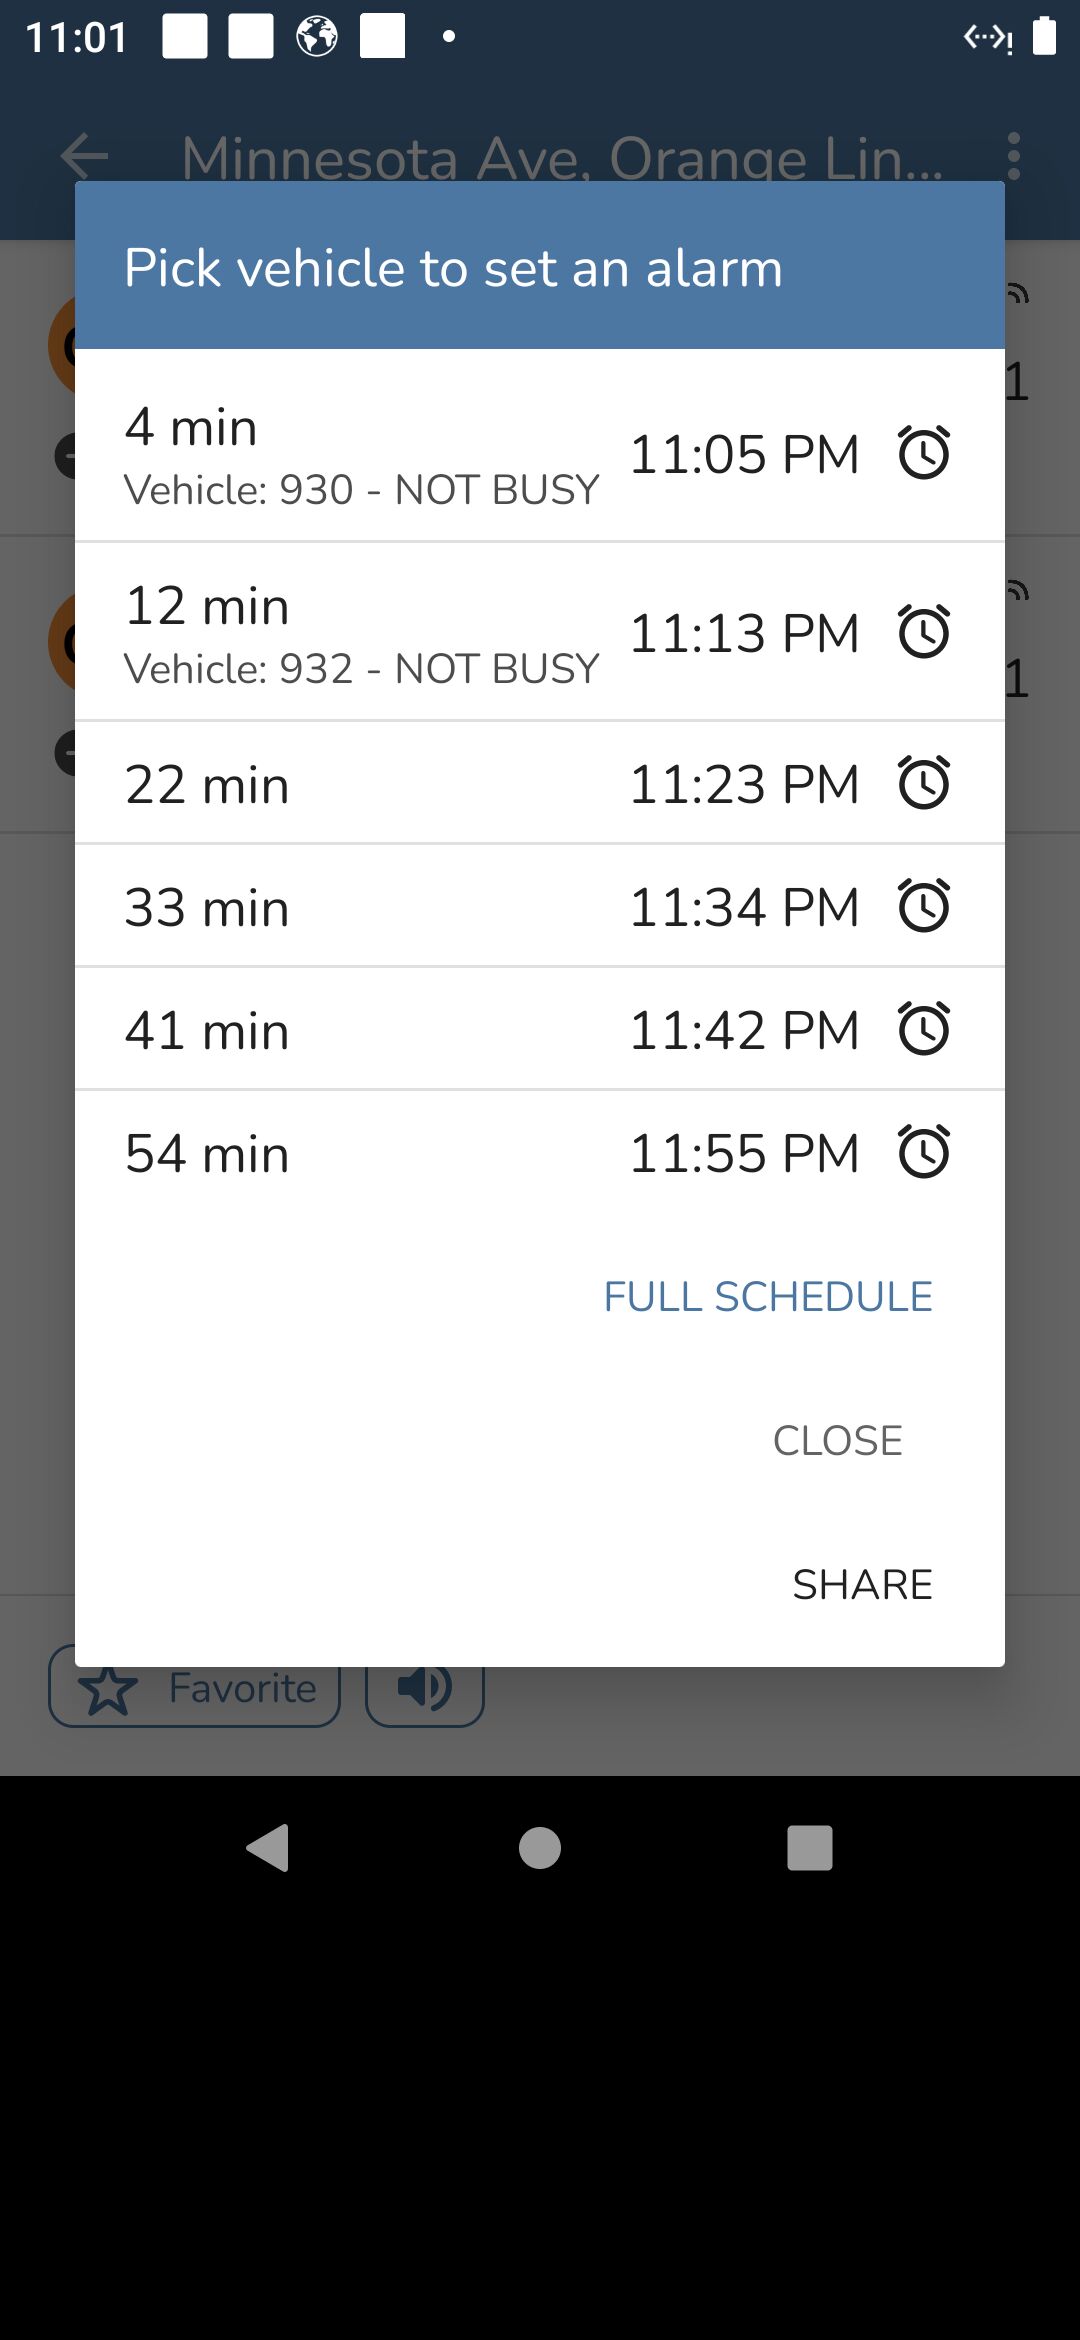 11:01
Minnesota Ave, Orange Lin...
Pick vehicle to set an alarm
4 min
Vehicle: 930 - NOT BUSY
11:05 PM
1
12 min
Vehicle: 932 - NOT BUSY
11:13 PM
1
22 min 11:23 PM
33 min 11:34 PM
41 min 11:42 PM
54 min 11:55 PM
FULL SCHEDULE
CLOSE
SHARE
Favorite